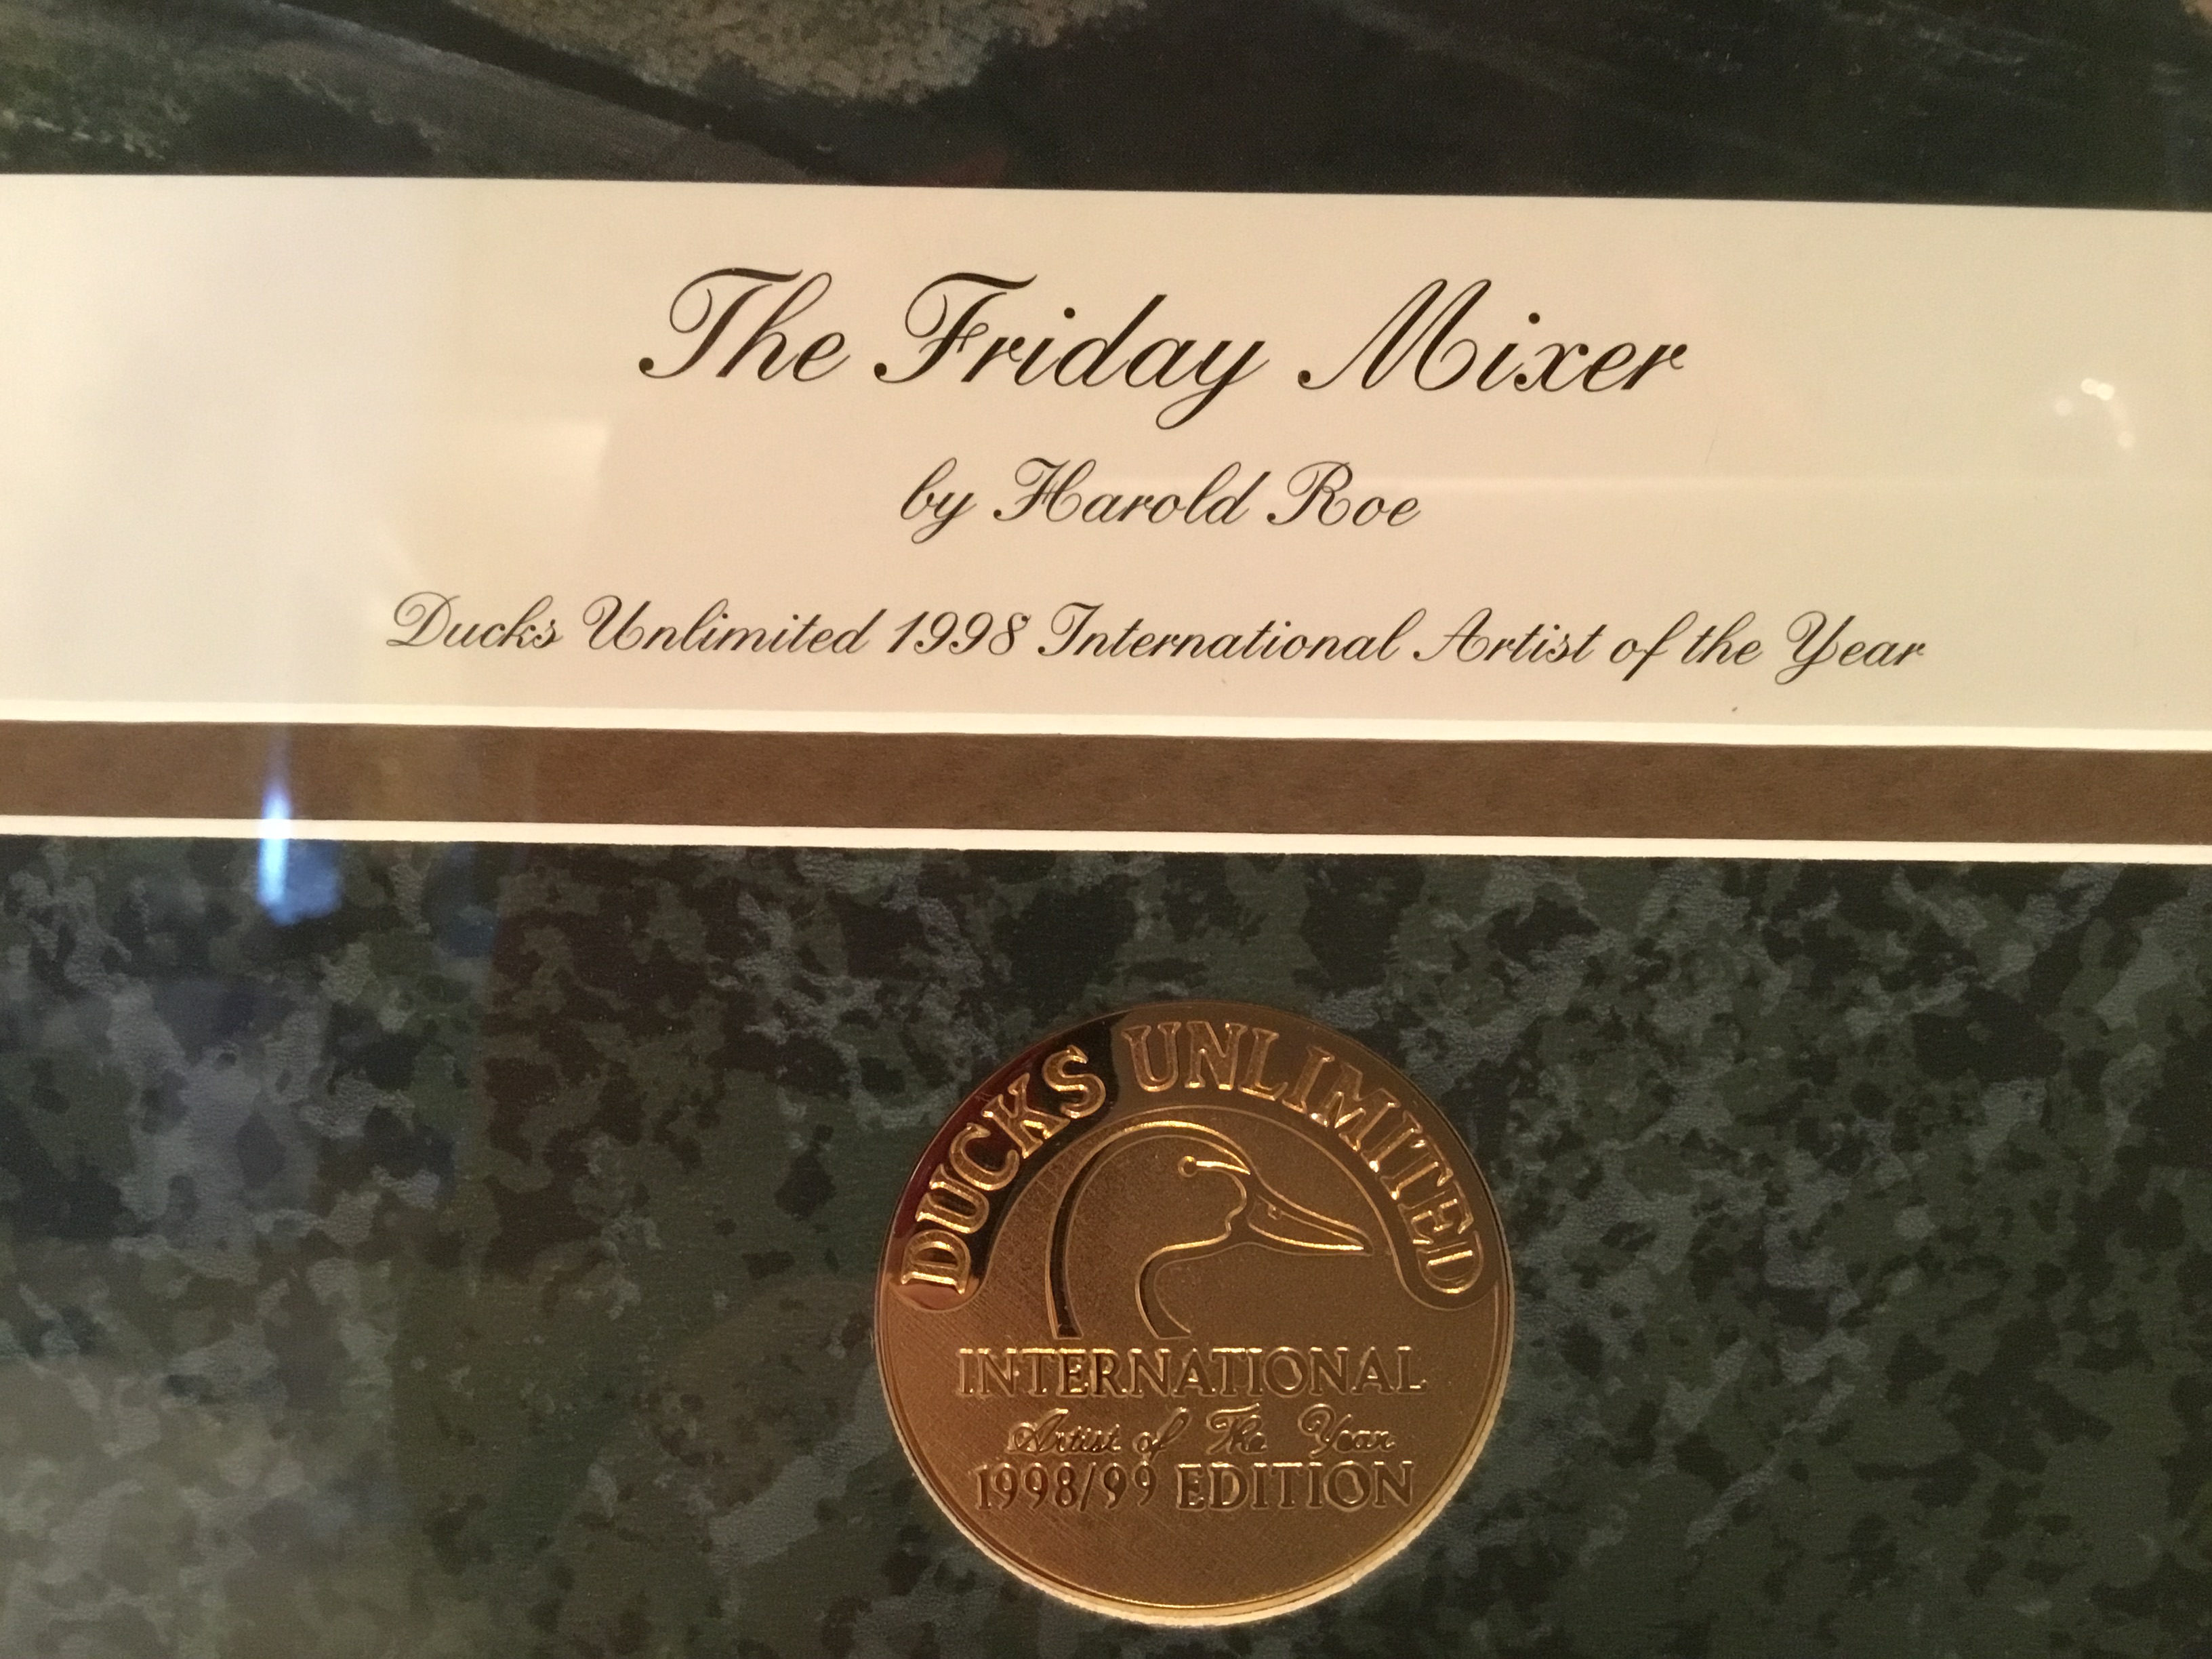 The Friday Mixer
by Harold Roe
Ducks Unlimited 1998 International Artist of the Year
DUCKS UNLIMITED
INTERNATIONAL
Artist of The Year
1998/99 EDITION